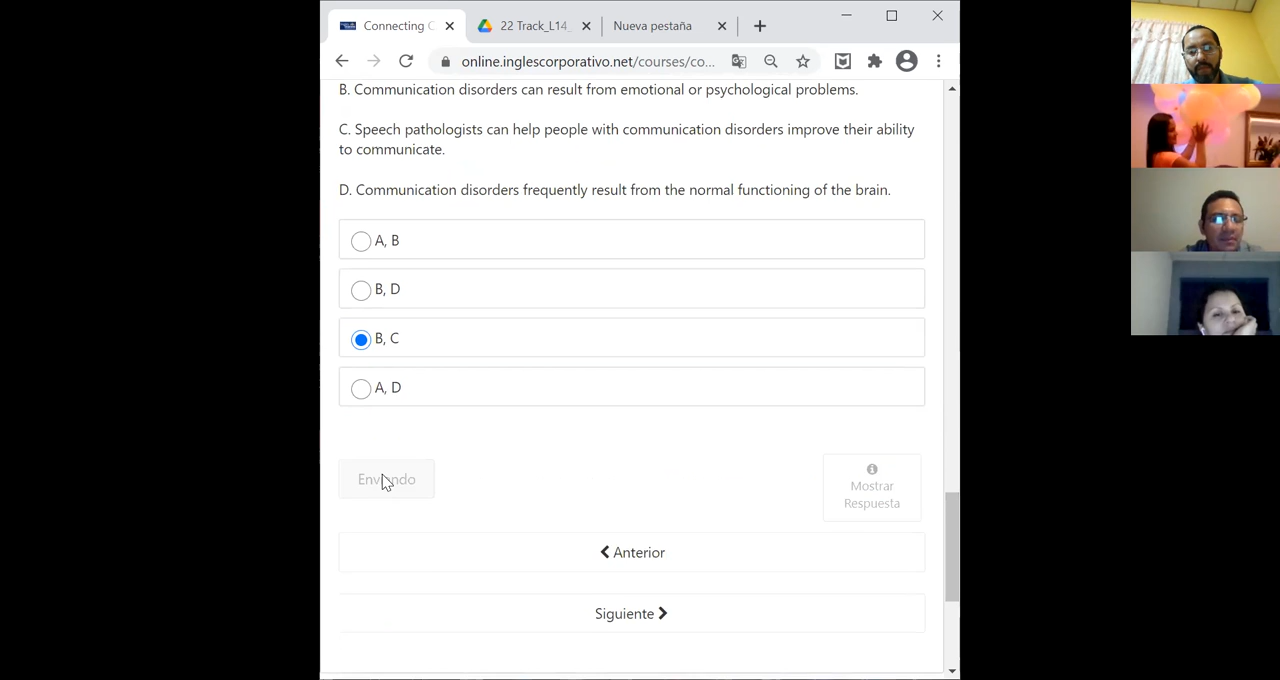 Connecting C
22 Track_L14_
Nueva pestaña
online.inglescorporativo.net/courses/co...
B. Communication disorders can result from emotional or psychological problems.
C. Speech pathologists can help people with communication disorders improve their ability
to communicate.
D. Communication disorders frequently result from the normal functioning of the brain.
A, B
B, D
B, C
A, D
Enviando
Mostrar
Respuesta
Anterior
Siguiente